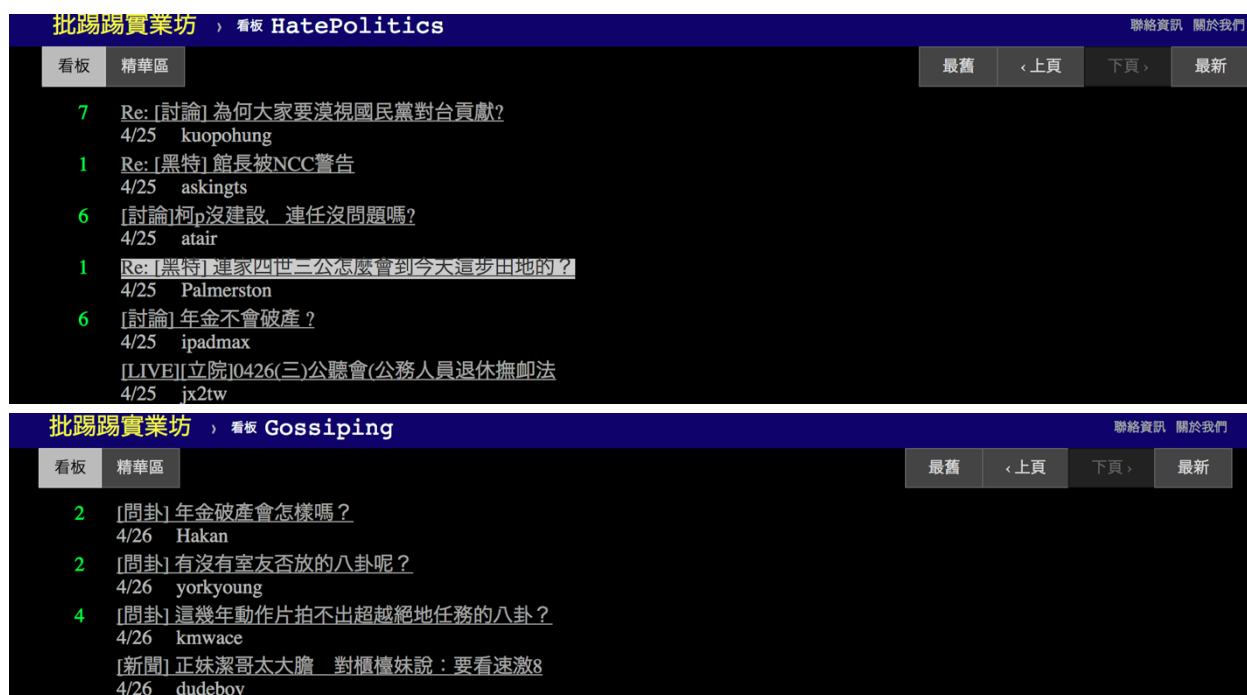 批踢踢實業坊 › 看板 HatePolitics 聯絡資訊 關於我們
看板 精華區 最舊 ‹ 上頁 下頁 › 最新
7 Re: [討論] 為何大家要漠視國民黨對台貢獻?
4/25 kuopohung
1 Re: [黑特] 館長被NCC警告
4/25 askingts
6 [討論]柯p沒建設，連任沒問題嗎?
4/25 atair
1 Re: [黑特] 連家四世三公怎麼會到今天這步田地的？
4/25 Palmerston
6 [討論] 年金不會破產 ?
4/25 ipadmax
[LIVE][立院]0426(三)公聽會(公務人員退休撫卹法
4/25 jx2tw
批踢踢實業坊 › 看板 Gossiping 聯絡資訊 關於我們
看板 精華區 最舊 ‹ 上頁 下頁 › 最新
2 [問卦] 年金破產會怎樣嗎？
4/26 Hakan
2 [問卦] 有沒有室友否放的八卦呢？
4/26 yorkyoung
4 [問卦] 這幾年動作片拍不出超越絕地任務的八卦？
4/26 kmwace
[新聞] 正妹潔哥太大膽　對櫃檯妹說：要看速激8
4/26 dudeboy